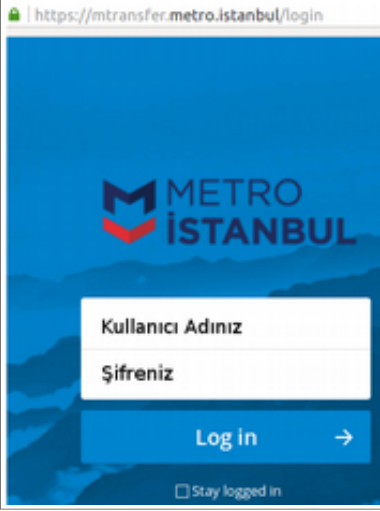 https://mtransfer.metro.istanbul/login
METRO
İSTANBUL
Kullanıcı Adınız
Şifreniz
Log in
Stay logged in